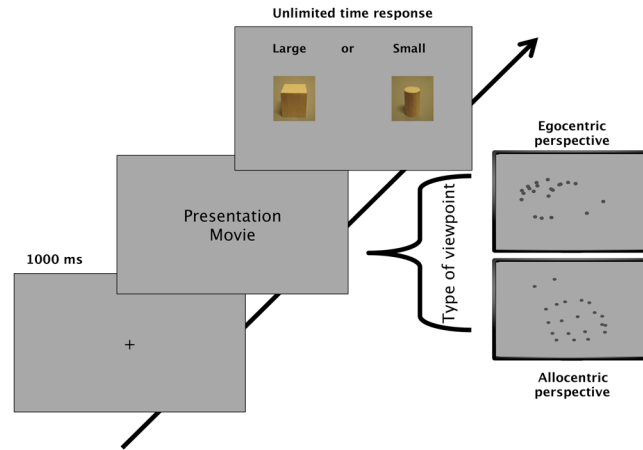 Unlimited time response
Large or Small
Egocentric
perspective
Presentation
Movie
Type of viewpoint
1000 ms
+
Allocentric
perspective